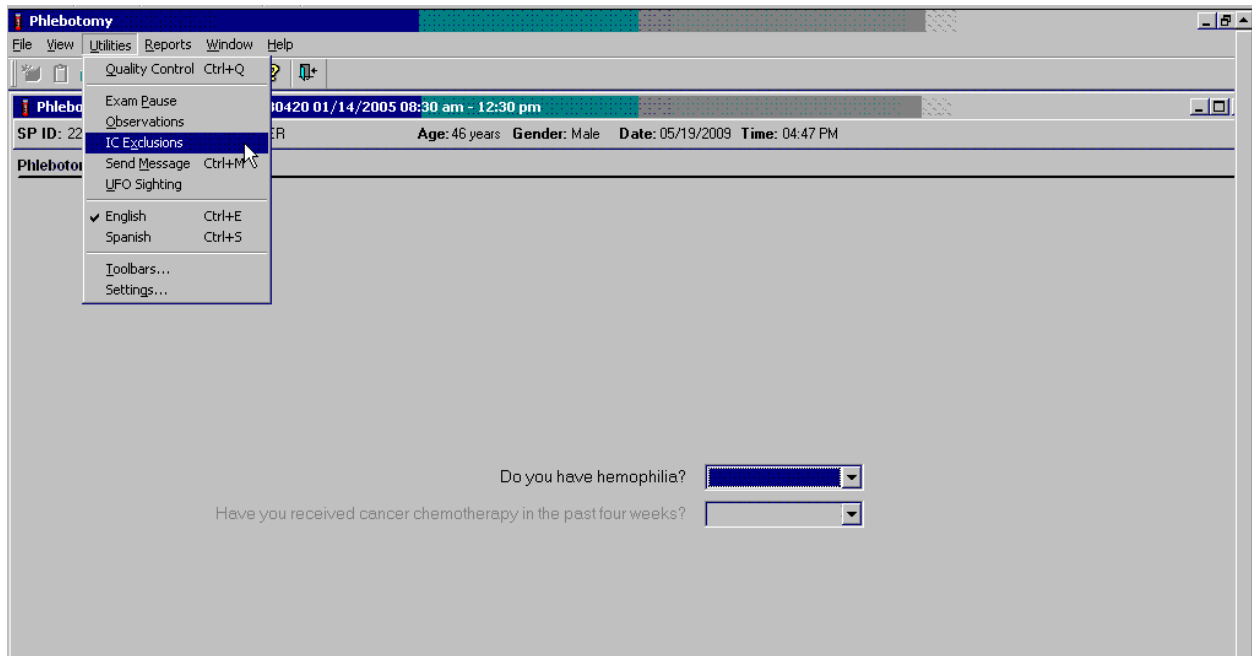 Phlebotomy
File View Utilities Reports Window Help
Quality Control Ctrl+Q
Exam Pause
Phlebo 30420 01/14/2005 08:30 am - 12:30 pm
Observations
SP ID: 22 ER Age: 46 years Gender: Male Date: 05/19/2009 Time: 04:47 PM
IC Exclusions
Send Message Ctrl+M
Phleboto
UFO Sighting
English Ctrl+E
Spanish Ctrl+S
Toolbars...
Settings...
Do you have hemophilia?
Have you received cancer chemotherapy in the past four weeks?